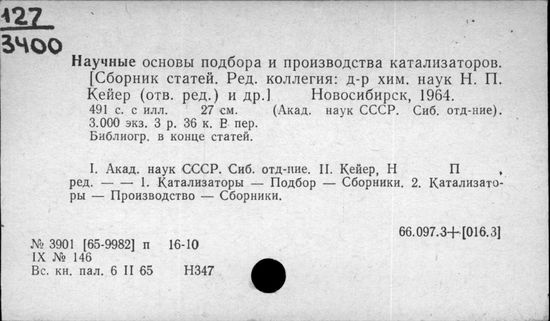 127
3400
Научные основы подбора и производства катализаторов.
[Сборник статей. Ред. коллегия: д-р хим. наук Н. П.
Кейер (отв. ред.) и др.] Новосибирск, 1964.
491 с. с илл. 27 см. (Акад. наук СССР. Сиб. отд-ние).
3.000 экз. 3 р. 36 к. В пер.
Библиогр. в конце статей.
I. Акад. наук СССР. Сиб. отд-ние. II. Кейер, Н П ,
ред. — — 1. Катализаторы — Подбор — Сборники. 2. Катализато-
ры — Производство — Сборники.
66.097.3+[016.3]
№ 3901 [65-9982] п 16-10
IX № 146
Вс. кн. пал. 6 II 65 Н347